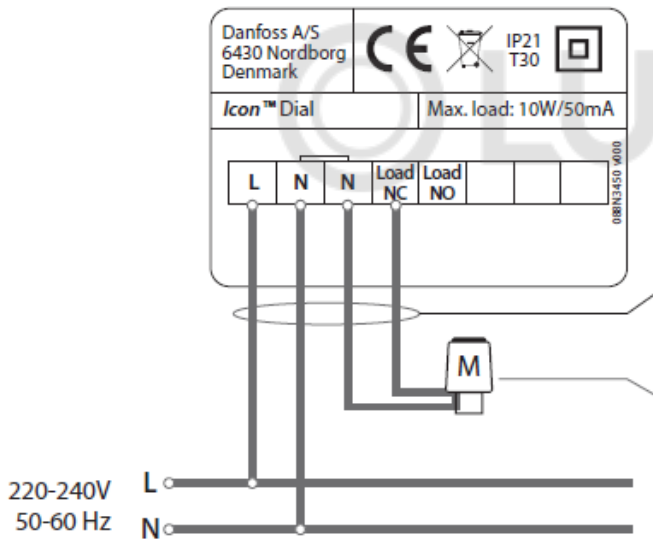 Danfoss A/S
6430 Nordborg
Denmark
CE
IP21
T30
Icon™ Dial
Max. load: 10W/50mA
L N N Load NC Load NO
088N3450 v000
M
220-240V
50-60 Hz
L
N
LU